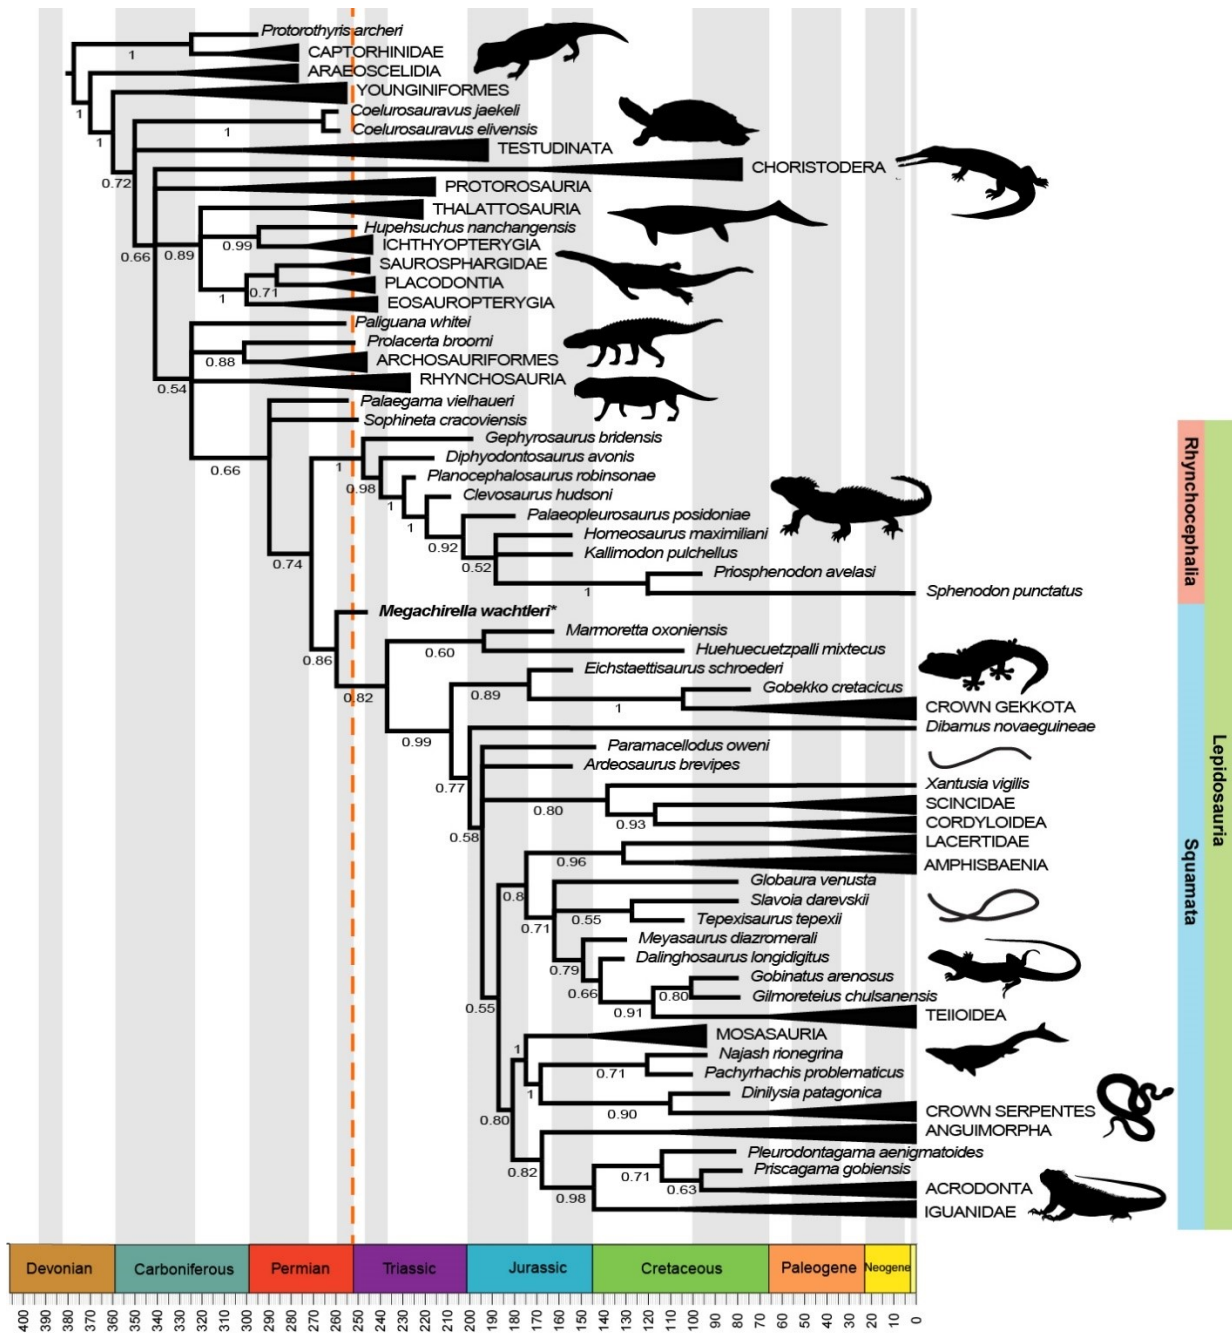 Protorothyris archeri
1
CAPTORHINIDAE
ARAEOSCELIDIA
1
YOUNGINIFORMES
1
Coelurosauravus jaekeli
1
Coelurosauravus elivensis
TESTUDINATA
0.72
CHORISTODERA
PROTOROSAURIA
THALATTOSAURIA
Hupehsuchus nanchangensis
0.66
0.89
0.99
ICHTHYOPTERYGIA
SAUROSPHARGIDAE
0.71
PLACODONTIA
1
EOSAUROPTERYGIA
Paliguana whitei
Prolacerta broomi
0.88
ARCHOSAURIFORMES
0.54
RHYNCHOSAURIA
Palaegama vielhaueri
Sophineta cracoviensis
Gephyrosaurus bridensis
0.66
1
Diphyodontosaurus avonis
0.98
Planocephalosaurus robinsonae
1
Clevosaurus hudsoni
1
Palaeopleurosaurus posidoniae
Homeosaurus maximiliani
0.92
Kallimodon pulchellus
0.74
0.52
Priosphenodon avelasi
1
Sphenodon punctatus
Megachirella wachtleri*
Marmoretta oxoniensis
0.60
Huehuecuetzpalli mixtecus
0.86
Eichstaettisaurus schroederi
0.82
0.89
Gobekko cretacicus
1
CROWN GEKKOTA
Dibamus novaeguineae
0.99
Paramacellodus oweni
Ardeosaurus brevipes
0.77
Xantusia vigilis
0.80
SCINCIDAE
0.93
CORDYLOIDEA
0.58
LACERTIDAE
0.96
AMPHISBAENIA
Globaura venusta
0.8
Slavoia darevskii
0.55
Tepexisaurus tepexii
0.71
Meyasaurus diazromerali
Dalinghosaurus longidigitus
0.79
Gobinatus arenosus
0.66
0.80
Gilmoreteius chulsanensis
0.91
TEIIOIDEA
0.55
MOSASAURIA
1
Najash rionegrina
0.71
Pachyrhachis problematicus
1
Dinilysia patagonica
0.90
CROWN SERPENTES
0.80
ANGUIMORPHA
Pleurodontagama aenigmatoides
0.82
0.71
Priscagama gobiensis
0.63
ACRODONTA
0.98
IGUANIDAE
Rhynchocephalia
Squamata
Lepidosauria
Devonian
Carboniferous
Permian
Triassic
Jurassic
Cretaceous
Paleogene
Neogene
400
390
380
370
360
350
340
330
320
310
300
290
280
270
260
250
240
230
220
210
200
190
180
170
160
150
140
130
120
110
100
90
80
70
60
50
40
30
20
10
0